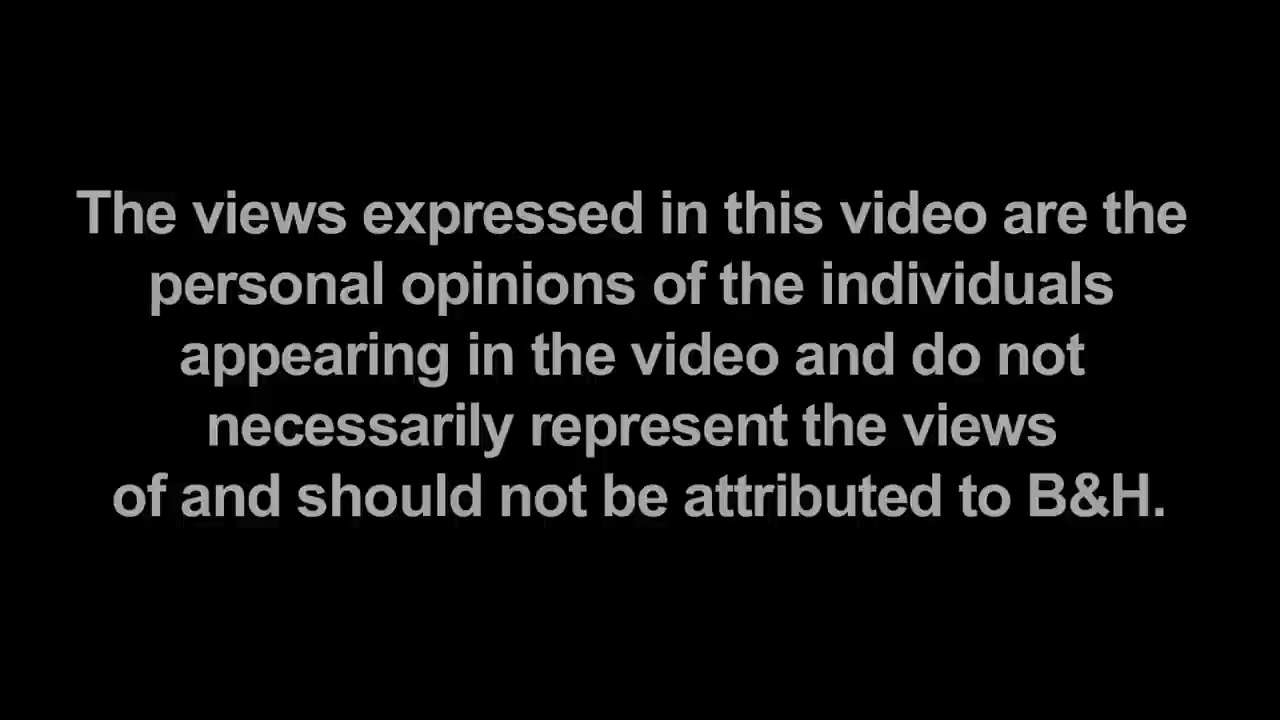 The views expressed in this video are the
personal opinions of the individuals
appearing in the video and do not
necessarily represent the views
of and should not be attributed to B&H.